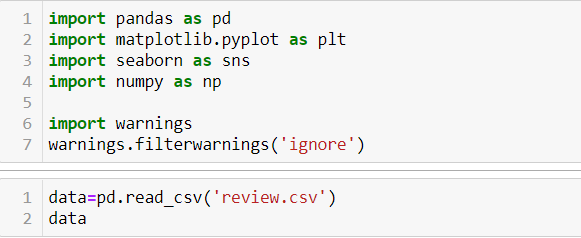 1 import pandas as pd
2 import matplotlib.pyplot as plt
3 import seaborn as sns
4 import numpy as np
5
6 import warnings
7 warnings.filterwarnings('ignore')
1 data=pd.read_csv('review.csv')
2 data